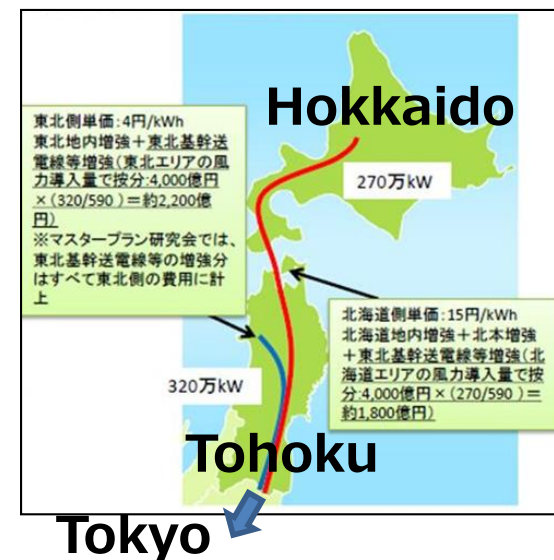 Hokkaido
東北側単価:4円/kWh
東北地内増強+東北基幹送
電線等増強(東北エリアの風
力導入量で按分:4,000億円
×(320/590)=約2,200億
円)
※マスタープラン研究会では、
東北基幹送電線等の増強分
はすべて東北側の費用に計
上
270万kW
北海道側単価:15円/kWh
北海道地内増強+北本増強
+東北基幹送電線等増強(北
海道エリアの風力導入量で按
分:4,000億円×(270/590)=
約1,800億円)
320万kW
Tohoku
Tokyo